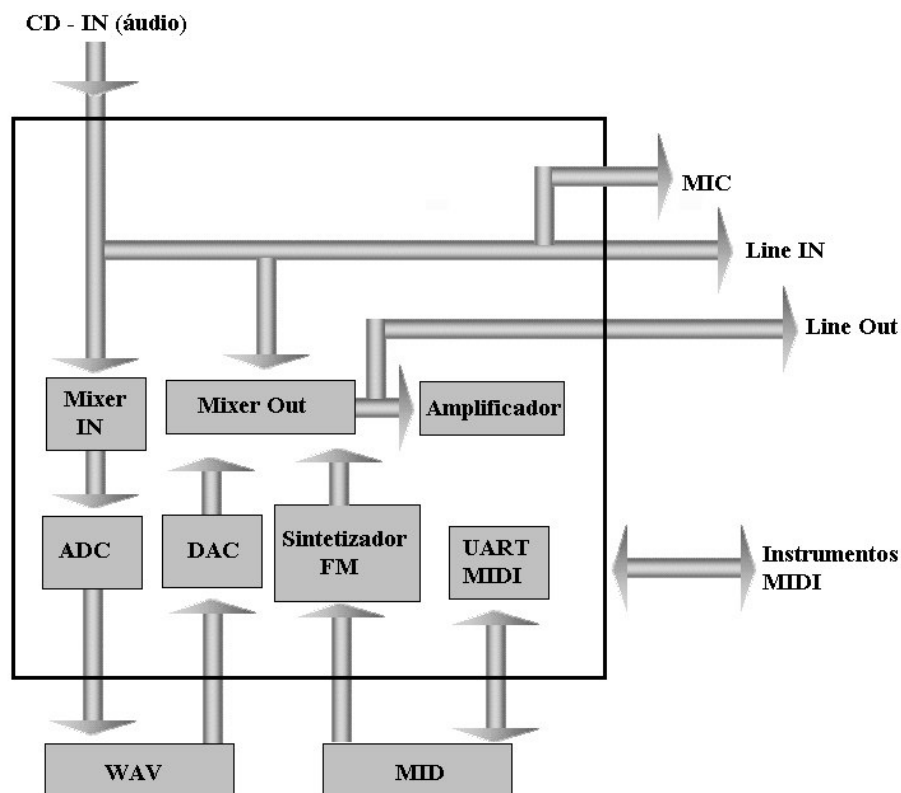 CD - IN (áudio)
MIC
Line IN
Line Out
Mixer
IN
Mixer Out
Amplificador
ADC
DAC
Sintetizador
FM
UART
MIDI
Instrumentos
MIDI
WAV
MID